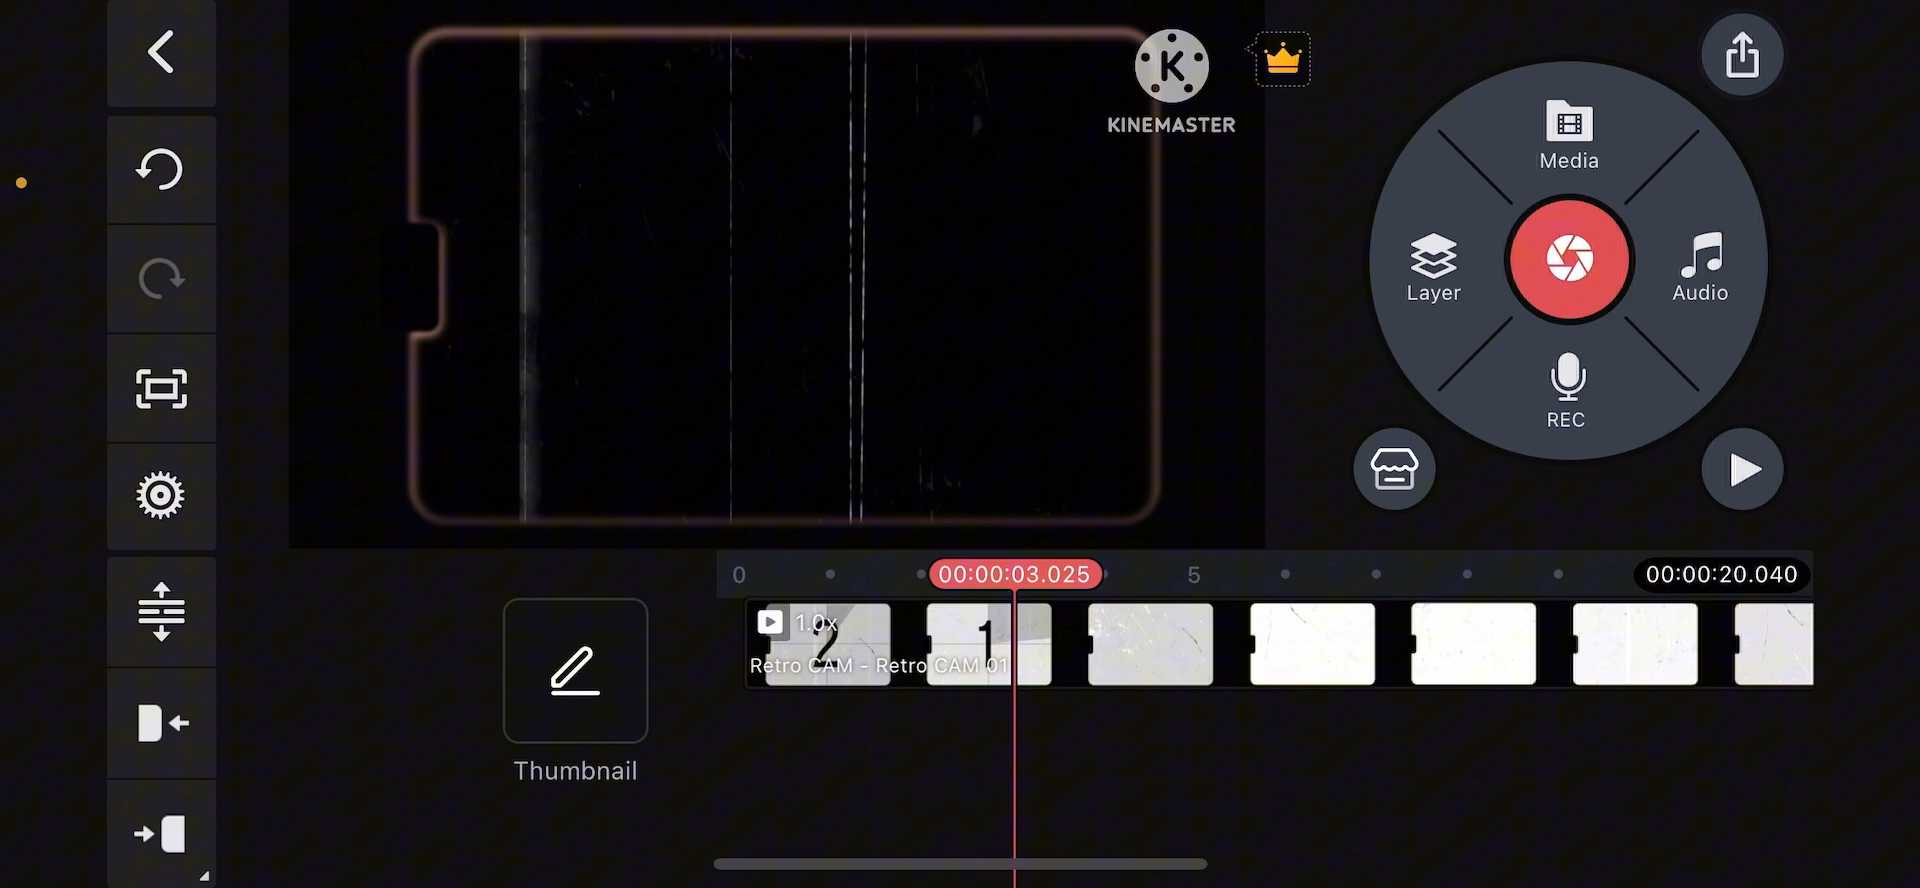 K
KINEMASTER
Media
Layer
Audio
REC
0
00:00:03.025
5
00:00:20.040
1.0x
2
1
Retro CAM - Retro CAM 01
Thumbnail